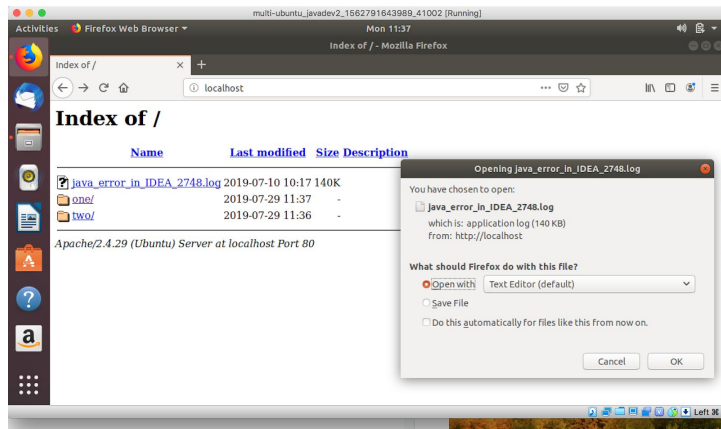 multi-ubuntu_javadev2_1562791643989_41002 [Running]
Activities Firefox Web Browser Mon 11:37
Index of / - Mozilla Firefox
Index of /
localhost
Index of /
Name Last modified Size Description
java_error_in_IDEA_2748.log 2019-07-10 10:17 140K
one/ 2019-07-29 11:37 -
two/ 2019-07-29 11:36 -
Apache/2.4.29 (Ubuntu) Server at localhost Port 80
Opening java_error_in_IDEA_2748.log
You have chosen to open:
java_error_in_IDEA_2748.log
which is: application log (140 KB)
from: http://localhost
What should Firefox do with this file?
Open with Text Editor (default)
Save File
Do this automatically for files like this from now on.
Cancel OK
Left ⌘